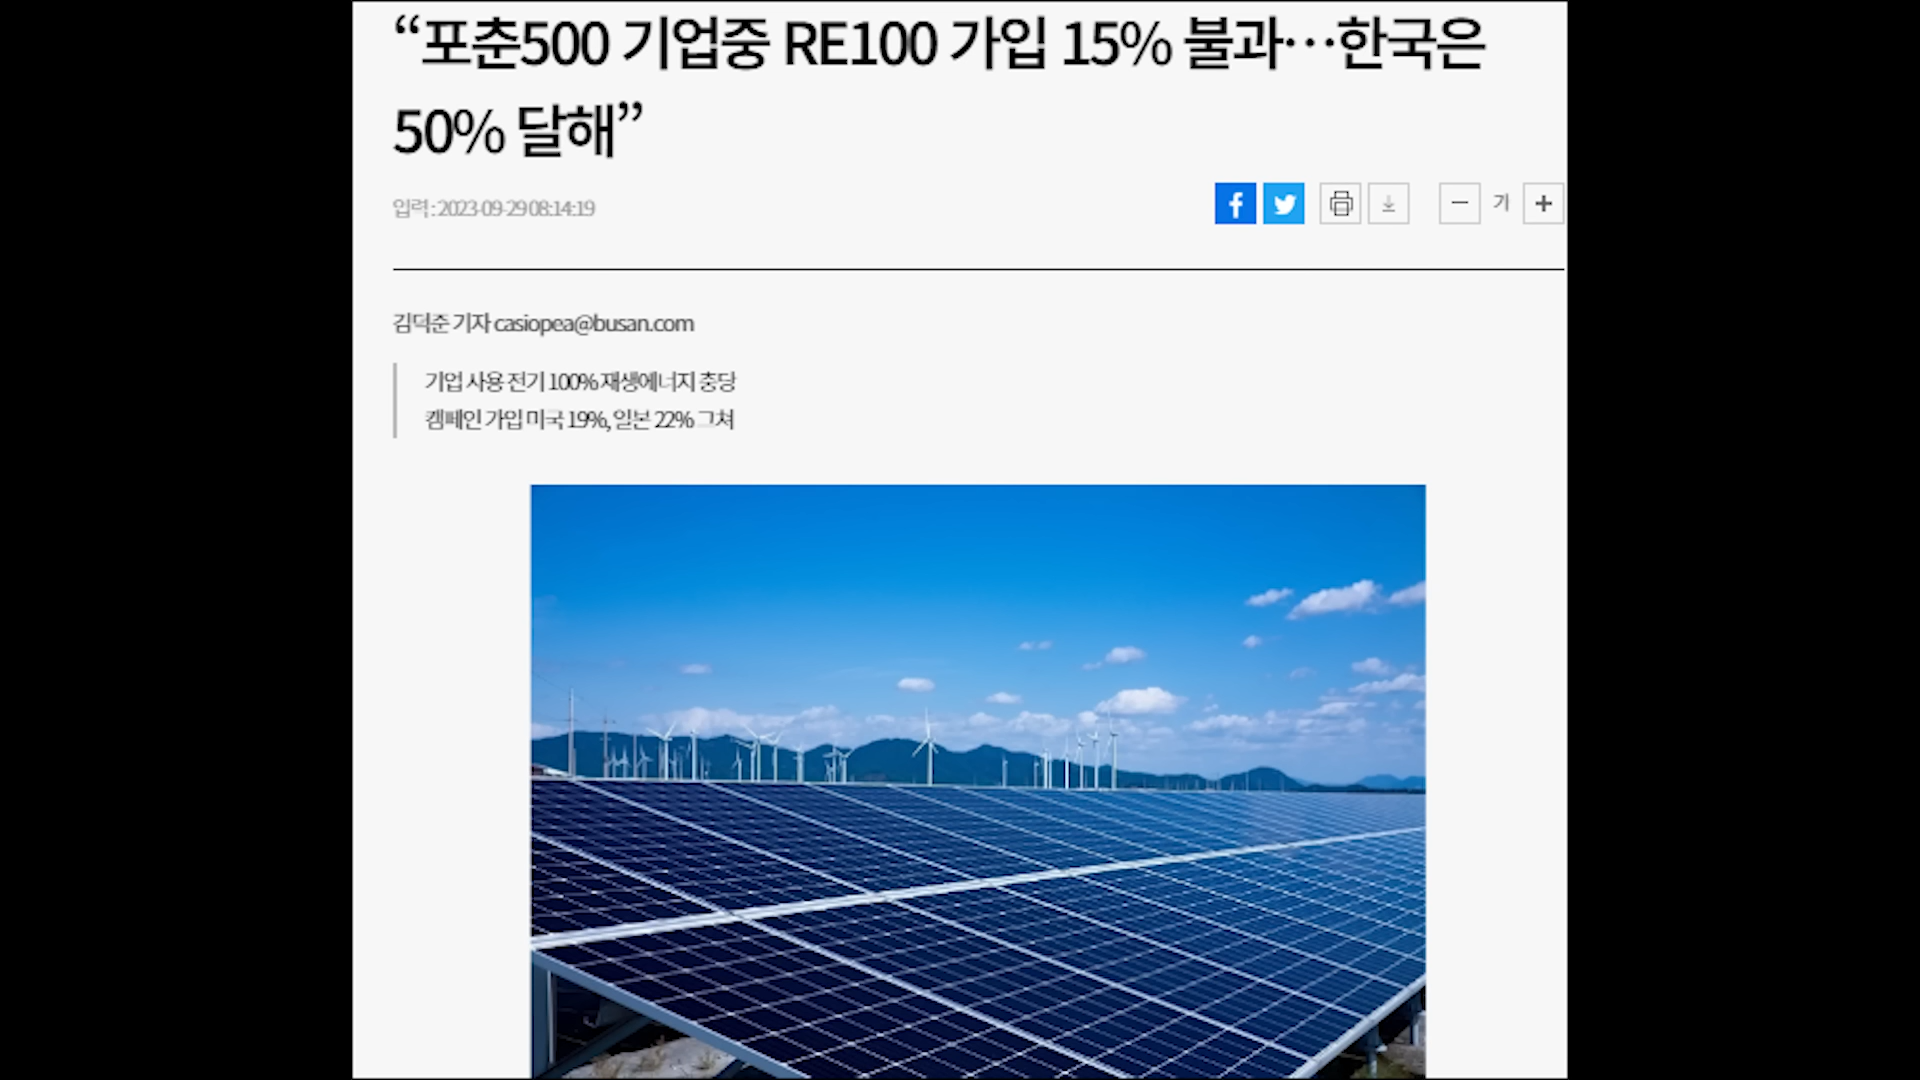 “포춘500 기업중 RE100 가입 15% 불과…한국은
50% 달해”
입력 : 2023-09-29 08:14:19
가
김덕준 기자 casiopea@busan.com
기업 사용 전기 100% 재생에너지 충당
캠페인 가입 미국 19%, 일본 22% 그쳐